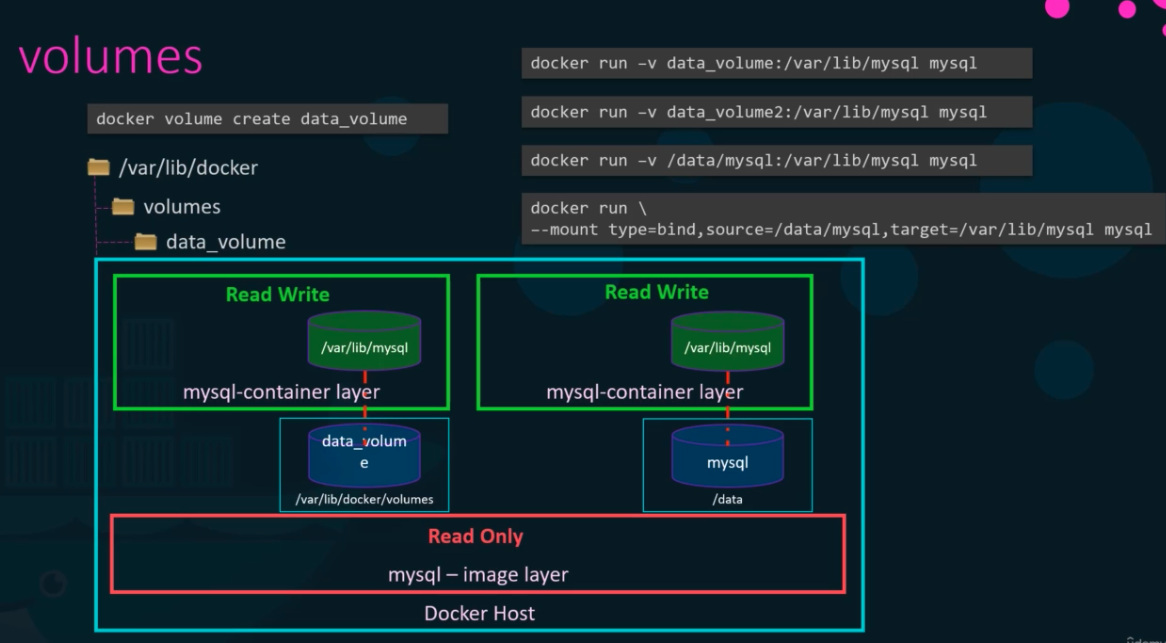 volumes
docker volume create data_volume
/var/lib/docker
volumes
data_volume
docker run –v data_volume:/var/lib/mysql mysql
docker run –v data_volume2:/var/lib/mysql mysql
docker run –v /data/mysql:/var/lib/mysql mysql
docker run \
--mount type=bind,source=/data/mysql,target=/var/lib/mysql mysql
Read Write
/var/lib/mysql
mysql-container layer
data_volum
e
/var/lib/docker/volumes
Read Write
/var/lib/mysql
mysql-container layer
mysql
/data
Read Only
mysql – image layer
Docker Host